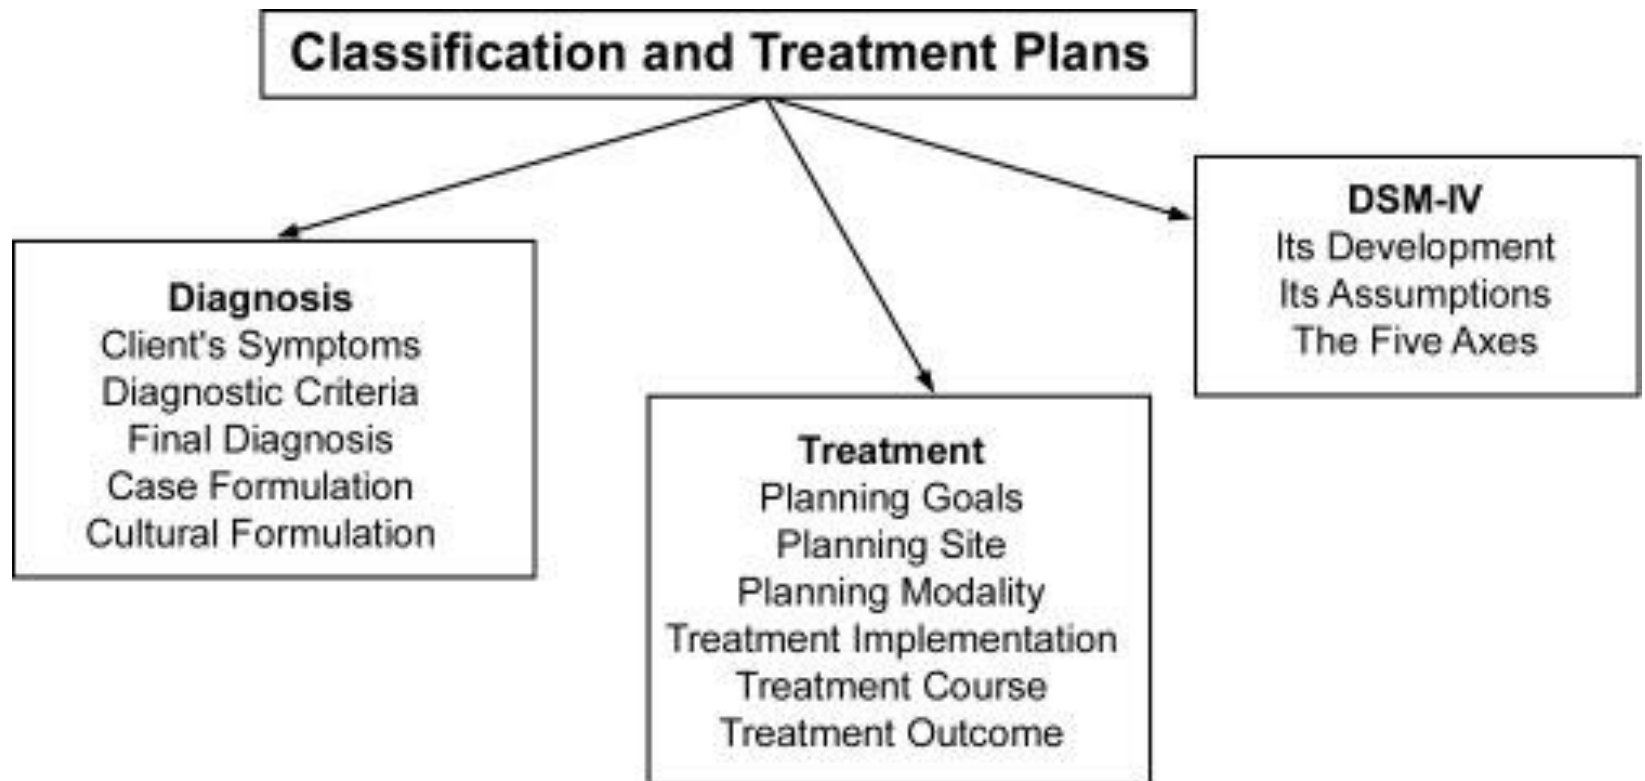 Classification and Treatment Plans
Diagnosis
Client's Symptoms
Diagnostic Criteria
Final Diagnosis
Case Formulation
Cultural Formulation
Treatment
Planning Goals
Planning Site
Planning Modality
Treatment Implementation
Treatment Course
Treatment Outcome
DSM-IV
Its Development
Its Assumptions
The Five Axes